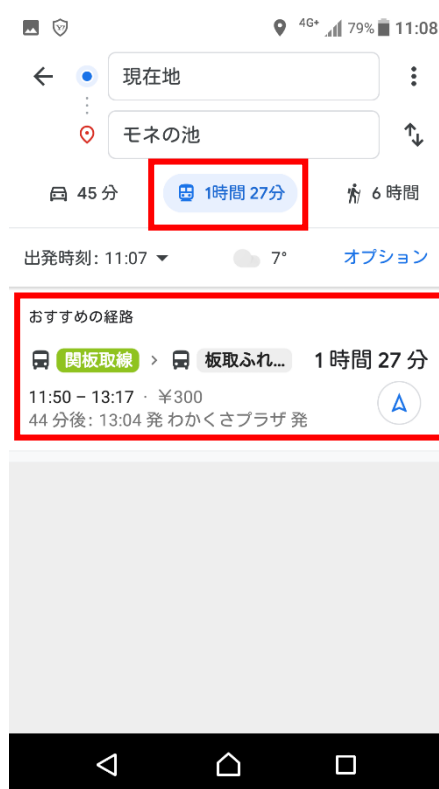 4G+ 79% 11:08
現在地
モネの池
45 分 1時間 27分 6 時間
出発時刻: 11:07 7° オプション
おすすめの経路
関板取線 > 板取ふれ... 1 時間 27 分
11:50 – 13:17 · ¥300
44 分後: 13:04 発 わかくさプラザ 発